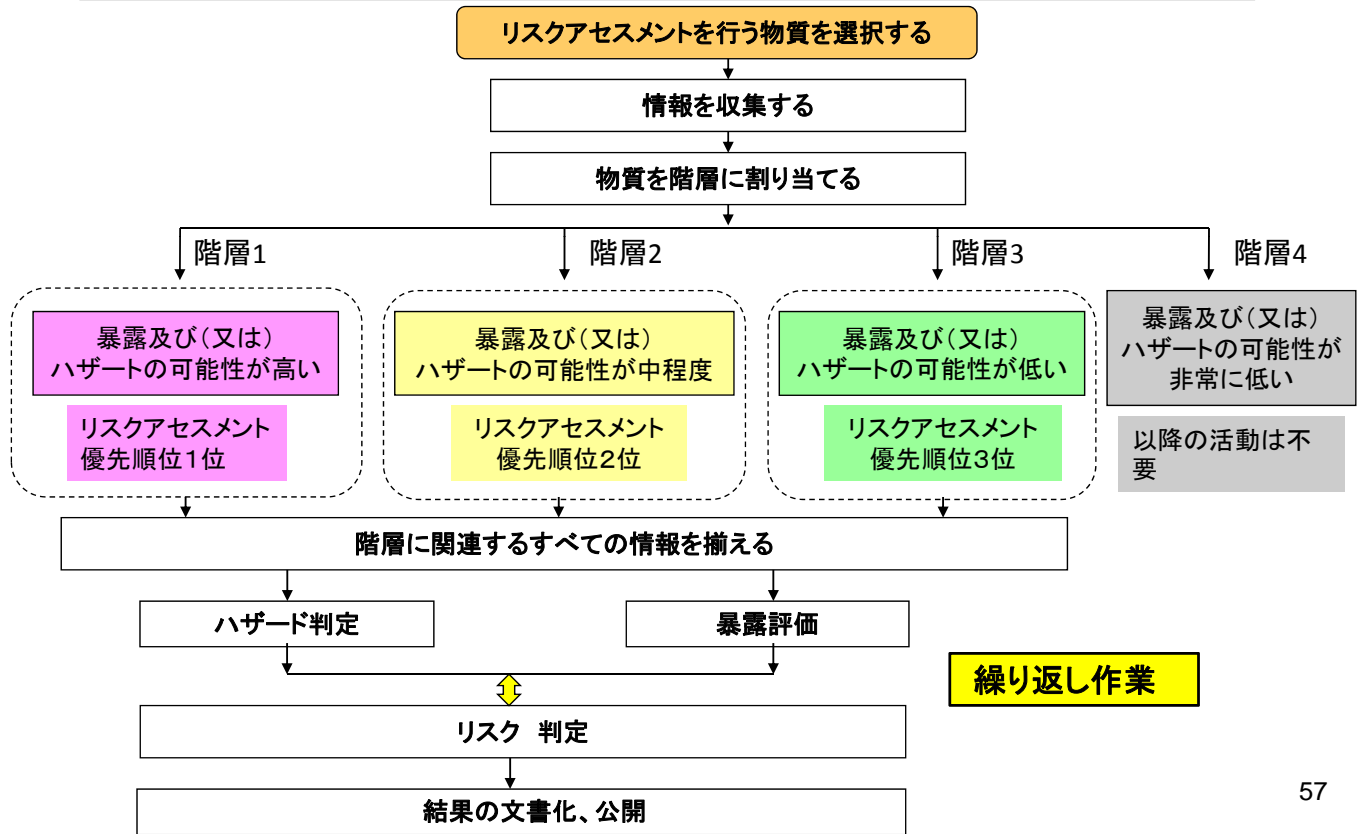 リスクアセスメントを行う物質を選択する
情報を収集する
物質を階層に割り当てる
階層1
階層2
階層3
階層4
暴露及び(又は)
ハザートの可能性が高い
リスクアセスメント
優先順位1位
暴露及び(又は)
ハザートの可能性が中程度
リスクアセスメント
優先順位2位
暴露及び(又は)
ハザートの可能性が低い
リスクアセスメント
優先順位3位
暴露及び(又は)
ハザートの可能性が
非常に低い
以降の活動は不
要
階層に関連するすべての情報を揃える
ハザード判定
暴露評価
繰り返し作業
リスク 判定
結果の文書化、公開
57